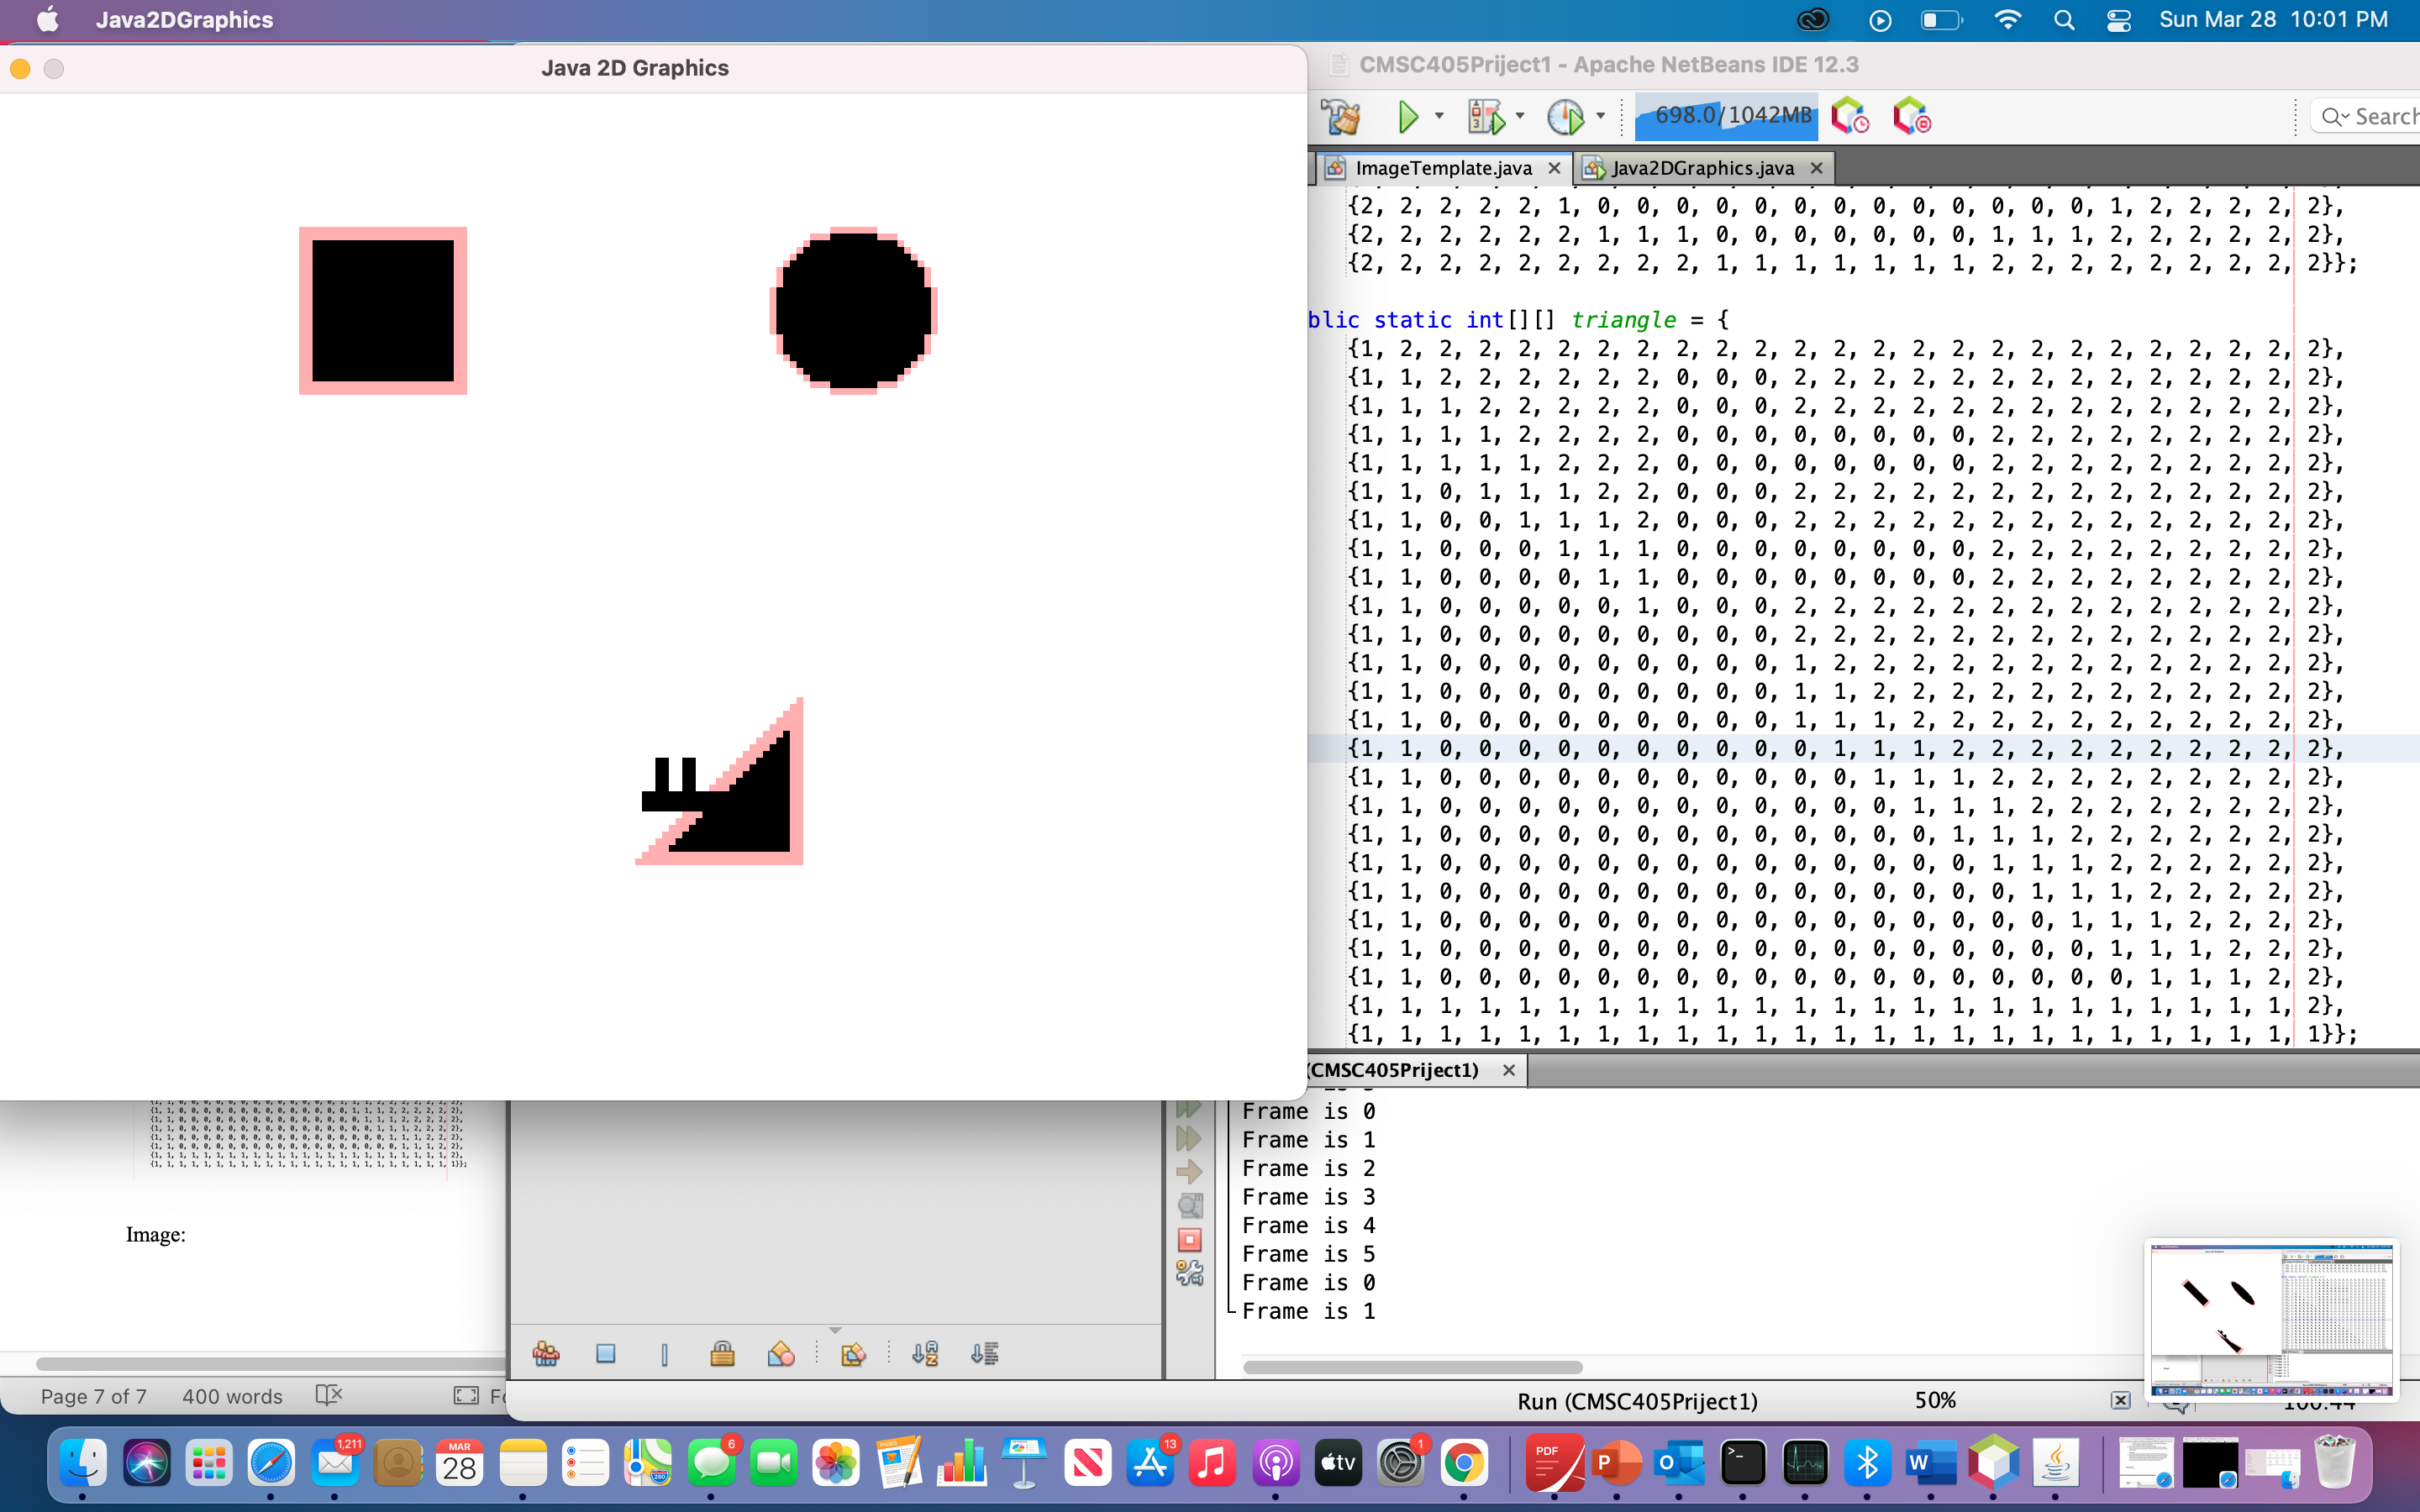 Java2DGraphics
Sun Mar 28 10:01 PM
Java 2D Graphics
CMSC405Priject1 - Apache NetBeans IDE 12.3
698.0/1042MB
Search
ImageTemplate.java
Java2DGraphics.java
{2, 2, 2, 2, 2, 1, 0, 0, 0, 0, 0, 0, 0, 0, 0, 0, 0, 0, 0, 1, 2, 2, 2, 2, 2},
{2, 2, 2, 2, 2, 2, 1, 1, 1, 0, 0, 0, 0, 0, 0, 0, 1, 1, 1, 2, 2, 2, 2, 2, 2},
{2, 2, 2, 2, 2, 2, 2, 2, 2, 1, 1, 1, 1, 1, 1, 1, 2, 2, 2, 2, 2, 2, 2, 2, 2}};
blic static int[][] triangle = {
{1, 2, 2, 2, 2, 2, 2, 2, 2, 2, 2, 2, 2, 2, 2, 2, 2, 2, 2, 2, 2, 2, 2, 2, 2},
{1, 1, 2, 2, 2, 2, 2, 2, 0, 0, 0, 2, 2, 2, 2, 2, 2, 2, 2, 2, 2, 2, 2, 2, 2},
{1, 1, 1, 2, 2, 2, 2, 2, 0, 0, 0, 2, 2, 2, 2, 2, 2, 2, 2, 2, 2, 2, 2, 2, 2},
{1, 1, 1, 1, 2, 2, 2, 2, 0, 0, 0, 0, 0, 0, 0, 0, 2, 2, 2, 2, 2, 2, 2, 2, 2},
{1, 1, 1, 1, 1, 2, 2, 2, 0, 0, 0, 0, 0, 0, 0, 0, 2, 2, 2, 2, 2, 2, 2, 2, 2},
{1, 1, 0, 1, 1, 1, 2, 2, 0, 0, 0, 2, 2, 2, 2, 2, 2, 2, 2, 2, 2, 2, 2, 2, 2},
{1, 1, 0, 0, 1, 1, 1, 2, 0, 0, 0, 2, 2, 2, 2, 2, 2, 2, 2, 2, 2, 2, 2, 2, 2},
{1, 1, 0, 0, 0, 1, 1, 1, 0, 0, 0, 0, 0, 0, 0, 0, 2, 2, 2, 2, 2, 2, 2, 2, 2},
{1, 1, 0, 0, 0, 0, 1, 1, 0, 0, 0, 0, 0, 0, 0, 0, 2, 2, 2, 2, 2, 2, 2, 2, 2},
{1, 1, 0, 0, 0, 0, 0, 1, 0, 0, 0, 2, 2, 2, 2, 2, 2, 2, 2, 2, 2, 2, 2, 2, 2},
{1, 1, 0, 0, 0, 0, 0, 0, 0, 0, 0, 2, 2, 2, 2, 2, 2, 2, 2, 2, 2, 2, 2, 2, 2},
{1, 1, 0, 0, 0, 0, 0, 0, 0, 0, 0, 1, 2, 2, 2, 2, 2, 2, 2, 2, 2, 2, 2, 2, 2},
{1, 1, 0, 0, 0, 0, 0, 0, 0, 0, 0, 1, 1, 2, 2, 2, 2, 2, 2, 2, 2, 2, 2, 2, 2},
{1, 1, 0, 0, 0, 0, 0, 0, 0, 0, 0, 1, 1, 1, 2, 2, 2, 2, 2, 2, 2, 2, 2, 2, 2},
{1, 1, 0, 0, 0, 0, 0, 0, 0, 0, 0, 0, 1, 1, 1, 2, 2, 2, 2, 2, 2, 2, 2, 2, 2},
{1, 1, 0, 0, 0, 0, 0, 0, 0, 0, 0, 0, 0, 1, 1, 1, 2, 2, 2, 2, 2, 2, 2, 2, 2},
{1, 1, 0, 0, 0, 0, 0, 0, 0, 0, 0, 0, 0, 0, 1, 1, 1, 2, 2, 2, 2, 2, 2, 2, 2},
{1, 1, 0, 0, 0, 0, 0, 0, 0, 0, 0, 0, 0, 0, 0, 1, 1, 1, 2, 2, 2, 2, 2, 2, 2},
{1, 1, 0, 0, 0, 0, 0, 0, 0, 0, 0, 0, 0, 0, 0, 0, 1, 1, 1, 2, 2, 2, 2, 2, 2},
{1, 1, 0, 0, 0, 0, 0, 0, 0, 0, 0, 0, 0, 0, 0, 0, 0, 1, 1, 1, 2, 2, 2, 2, 2},
{1, 1, 0, 0, 0, 0, 0, 0, 0, 0, 0, 0, 0, 0, 0, 0, 0, 0, 1, 1, 1, 2, 2, 2, 2},
{1, 1, 0, 0, 0, 0, 0, 0, 0, 0, 0, 0, 0, 0, 0, 0, 0, 0, 0, 1, 1, 1, 2, 2, 2},
{1, 1, 0, 0, 0, 0, 0, 0, 0, 0, 0, 0, 0, 0, 0, 0, 0, 0, 0, 0, 1, 1, 1, 2, 2},
{1, 1, 1, 1, 1, 1, 1, 1, 1, 1, 1, 1, 1, 1, 1, 1, 1, 1, 1, 1, 1, 1, 1, 1, 2},
{1, 1, 1, 1, 1, 1, 1, 1, 1, 1, 1, 1, 1, 1, 1, 1, 1, 1, 1, 1, 1, 1, 1, 1, 1}};
(CMSC405Priject1)
Frame is 0
Frame is 1
Frame is 2
Frame is 3
Frame is 4
Frame is 5
Frame is 0
Frame is 1
Image:
Page 7 of 7
400 words
Run (CMSC405Priject1)
50%
1,211
MAR
28
6
13
tv
1
PDF
P
W